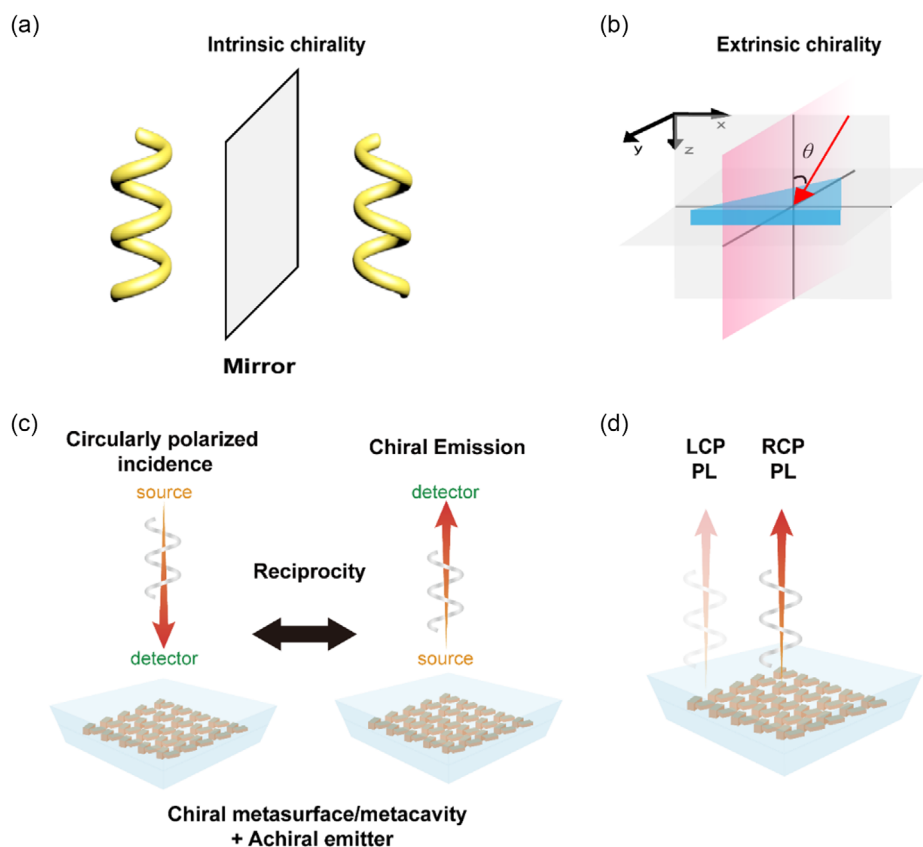 (a)
Intrinsic chirality
Mirror
(b)
Extrinsic chirality
x
y
z
θ
(c)
Circularly polarized
incidence
source
detector
Reciprocity
Chiral Emission
detector
source
Chiral metasurface/metacavity
+ Achiral emitter
(d)
LCP
PL
RCP
PL